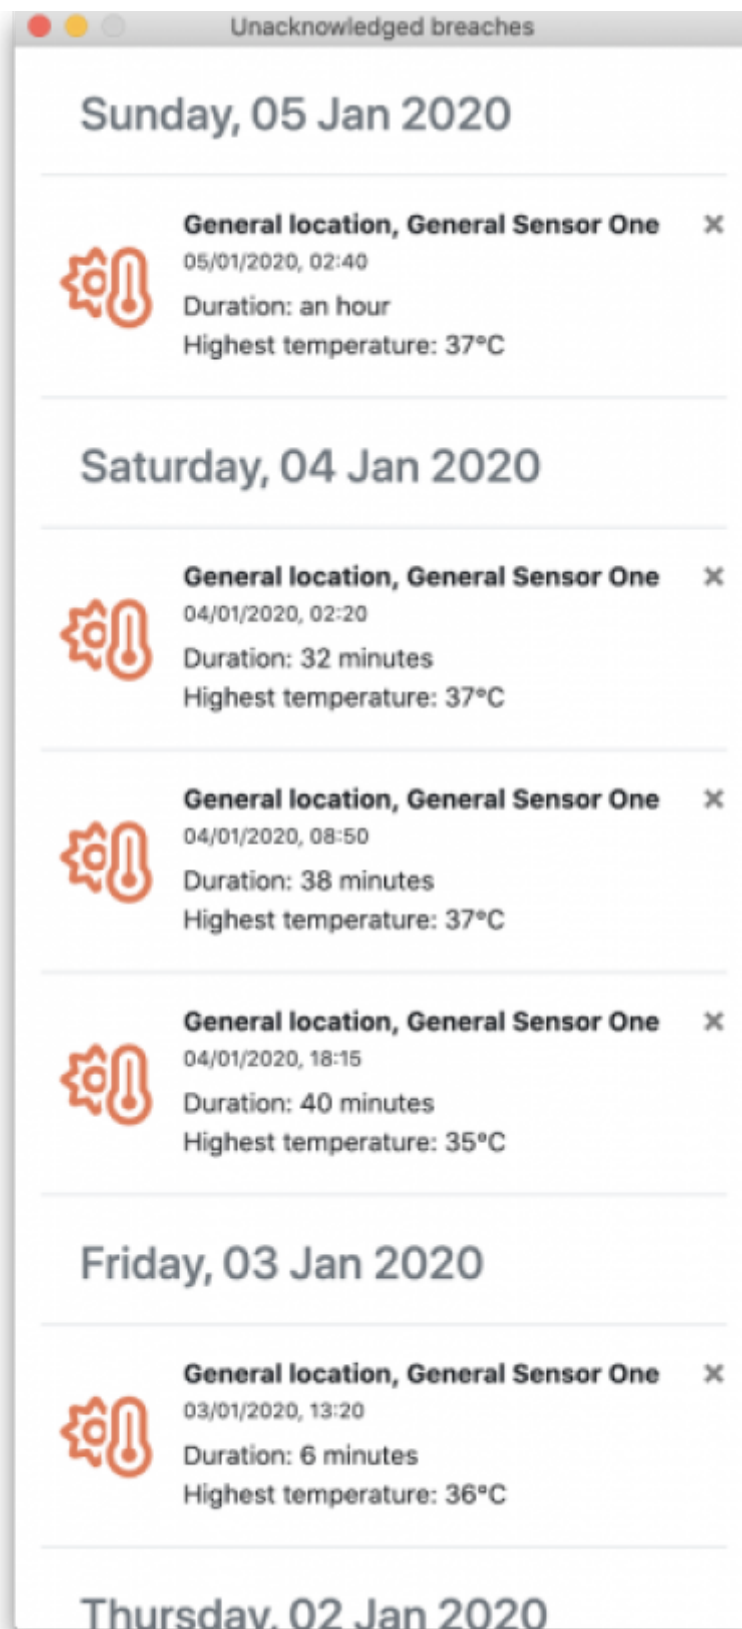 Unacknowledged breaches
Sunday, 05 Jan 2020
General location, General Sensor One
05/01/2020, 02:40
Duration: an hour
Highest temperature: 37°C
Saturday, 04 Jan 2020
General location, General Sensor One
04/01/2020, 02:20
Duration: 32 minutes
Highest temperature: 37°C
General location, General Sensor One
04/01/2020, 08:50
Duration: 38 minutes
Highest temperature: 37°C
General location, General Sensor One
04/01/2020, 18:15
Duration: 40 minutes
Highest temperature: 35°C
Friday, 03 Jan 2020
General location, General Sensor One
03/01/2020, 13:20
Duration: 6 minutes
Highest temperature: 36°C
Thursday, 02 Jan 2020